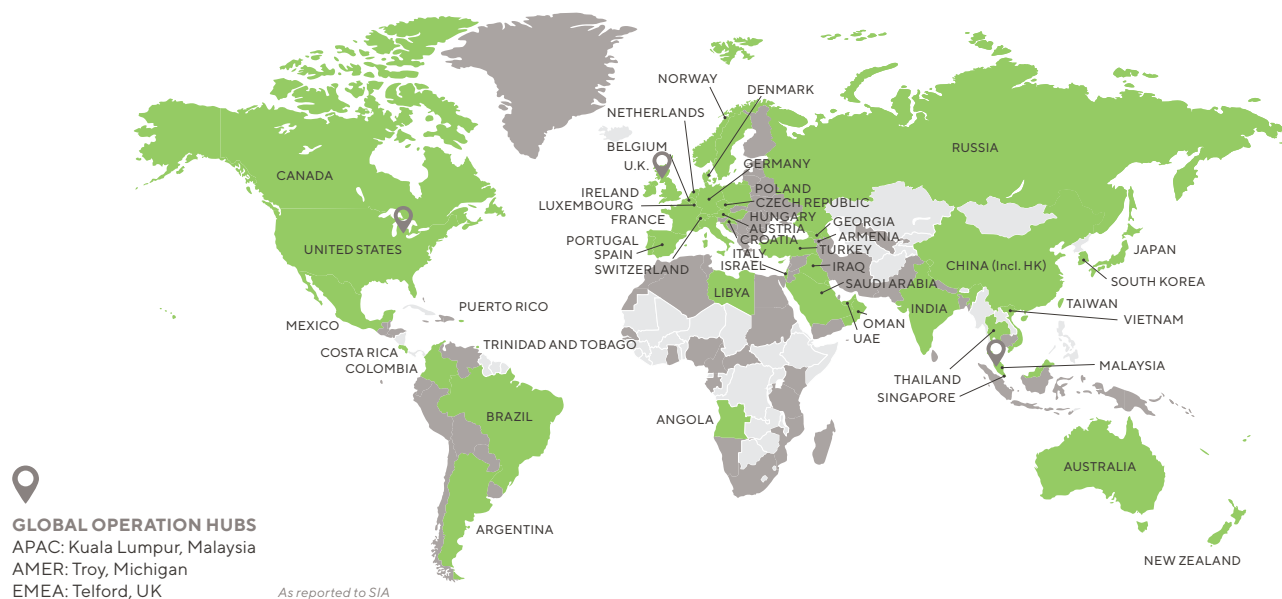 NORWAY
DENMARK
NETHERLANDS
BELGIUM
U.K.
GERMANY
RUSSIA
CANADA
IRELAND
LUXEMBOURG
FRANCE
POLAND
CZECH REPUBLIC
HUNGARY
AUSTRIA
CROATIA
GEORGIA
ARMENIA
TURKEY
UNITED STATES
PORTUGAL
SPAIN
SWITZERLAND
ITALY
ISRAEL
IRAQ
SAUDI ARABIA
CHINA (Incl. HK)
JAPAN
SOUTH KOREA
LIBYA
INDIA
TAIWAN
VIETNAM
OMAN
UAE
PUERTO RICO
MEXICO
TRINIDAD AND TOBAGO
COSTA RICA
COLOMBIA
MALAYSIA
THAILAND
SINGAPORE
BRAZIL
ANGOLA
AUSTRALIA
ARGENTINA
NEW ZEALAND
GLOBAL OPERATION HUBS
APAC: Kuala Lumpur, Malaysia
AMER: Troy, Michigan
EMEA: Telford, UK
As reported to SIA